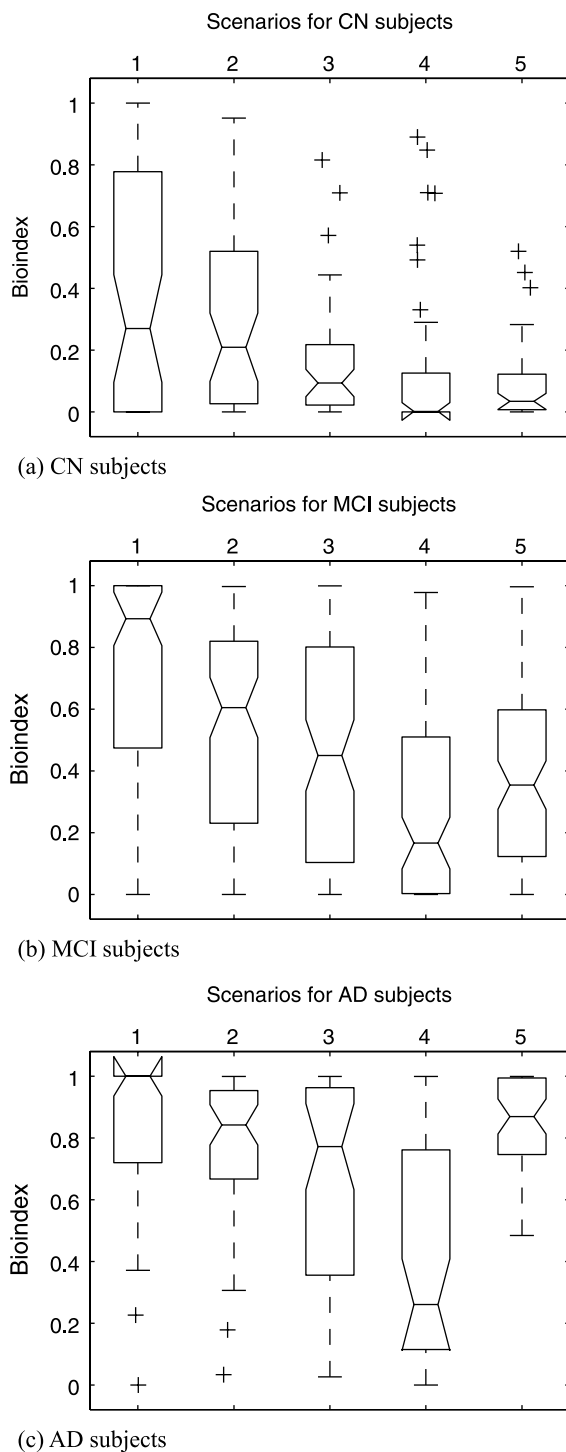 Scenarios for CN subjects
1 2 3 4 5
1
0.8
0.6
0.4
0.2
0
Bioindex
(a) CN subjects
Scenarios for MCI subjects
1 2 3 4 5
1
0.8
0.6
0.4
0.2
0
Bioindex
(b) MCI subjects
Scenarios for AD subjects
1 2 3 4 5
1
0.8
0.6
0.4
0.2
0
Bioindex
(c) AD subjects